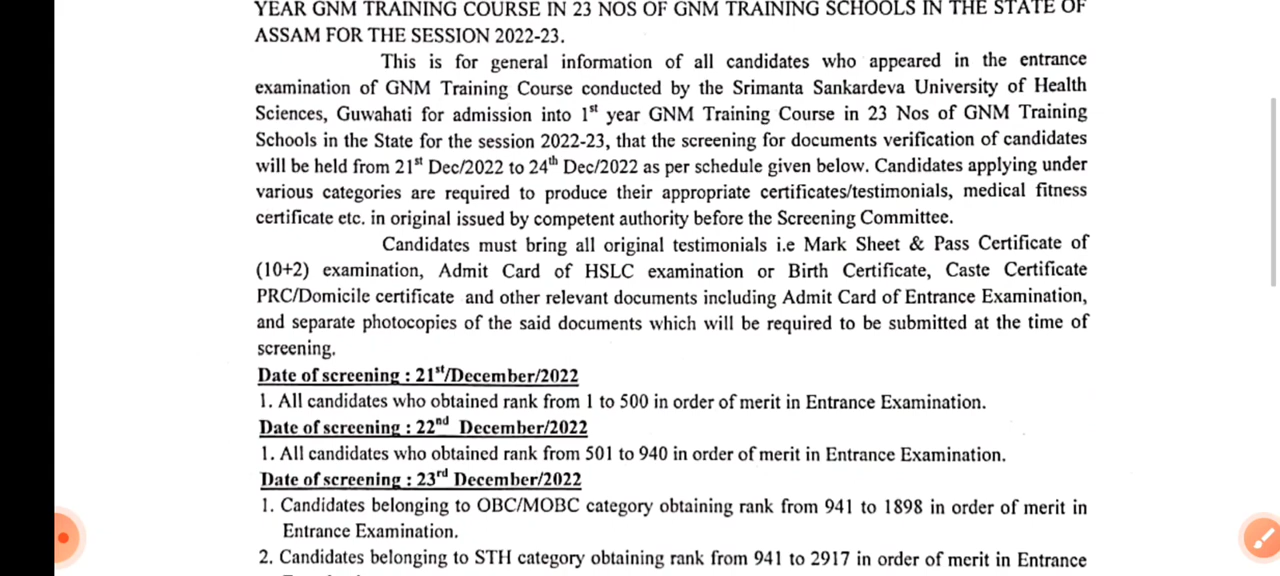 YEAR GNM TRAINING COURSE IN 23 NOS OF GNM TRAINING SCHOOLS IN THE STATE OF
ASSAM FOR THE SESSION 2022-23.
This is for general information of all candidates who appeared in the entrance
examination of GNM Training Course conducted by the Srimanta Sankardeva University of Health
Sciences, Guwahati for admission into 1st year GNM Training Course in 23 Nos of GNM Training
Schools in the State for the session 2022-23, that the screening for documents verification of candidates
will be held from 21st Dec/2022 to 24th Dec/2022 as per schedule given below. Candidates applying under
various categories are required to produce their appropriate certificates/testimonials, medical fitness
certificate etc. in original issued by competent authority before the Screening Committee.
Candidates must bring all original testimonials i.e Mark Sheet & Pass Certificate of
(10+2) examination, Admit Card of HSLC examination or Birth Certificate, Caste Certificate
PRC/Domicile certificate and other relevant documents including Admit Card of Entrance Examination,
and separate photocopies of the said documents which will be required to be submitted at the time of
screening.
Date of screening : 21st/December/2022
1. All candidates who obtained rank from 1 to 500 in order of merit in Entrance Examination.
Date of screening : 22nd December/2022
1. All candidates who obtained rank from 501 to 940 in order of merit in Entrance Examination.
Date of screening : 23rd December/2022
1. Candidates belonging to OBC/MOBC category obtaining rank from 941 to 1898 in order of merit in
Entrance Examination.
2. Candidates belonging to STH category obtaining rank from 941 to 2917 in order of merit in Entrance